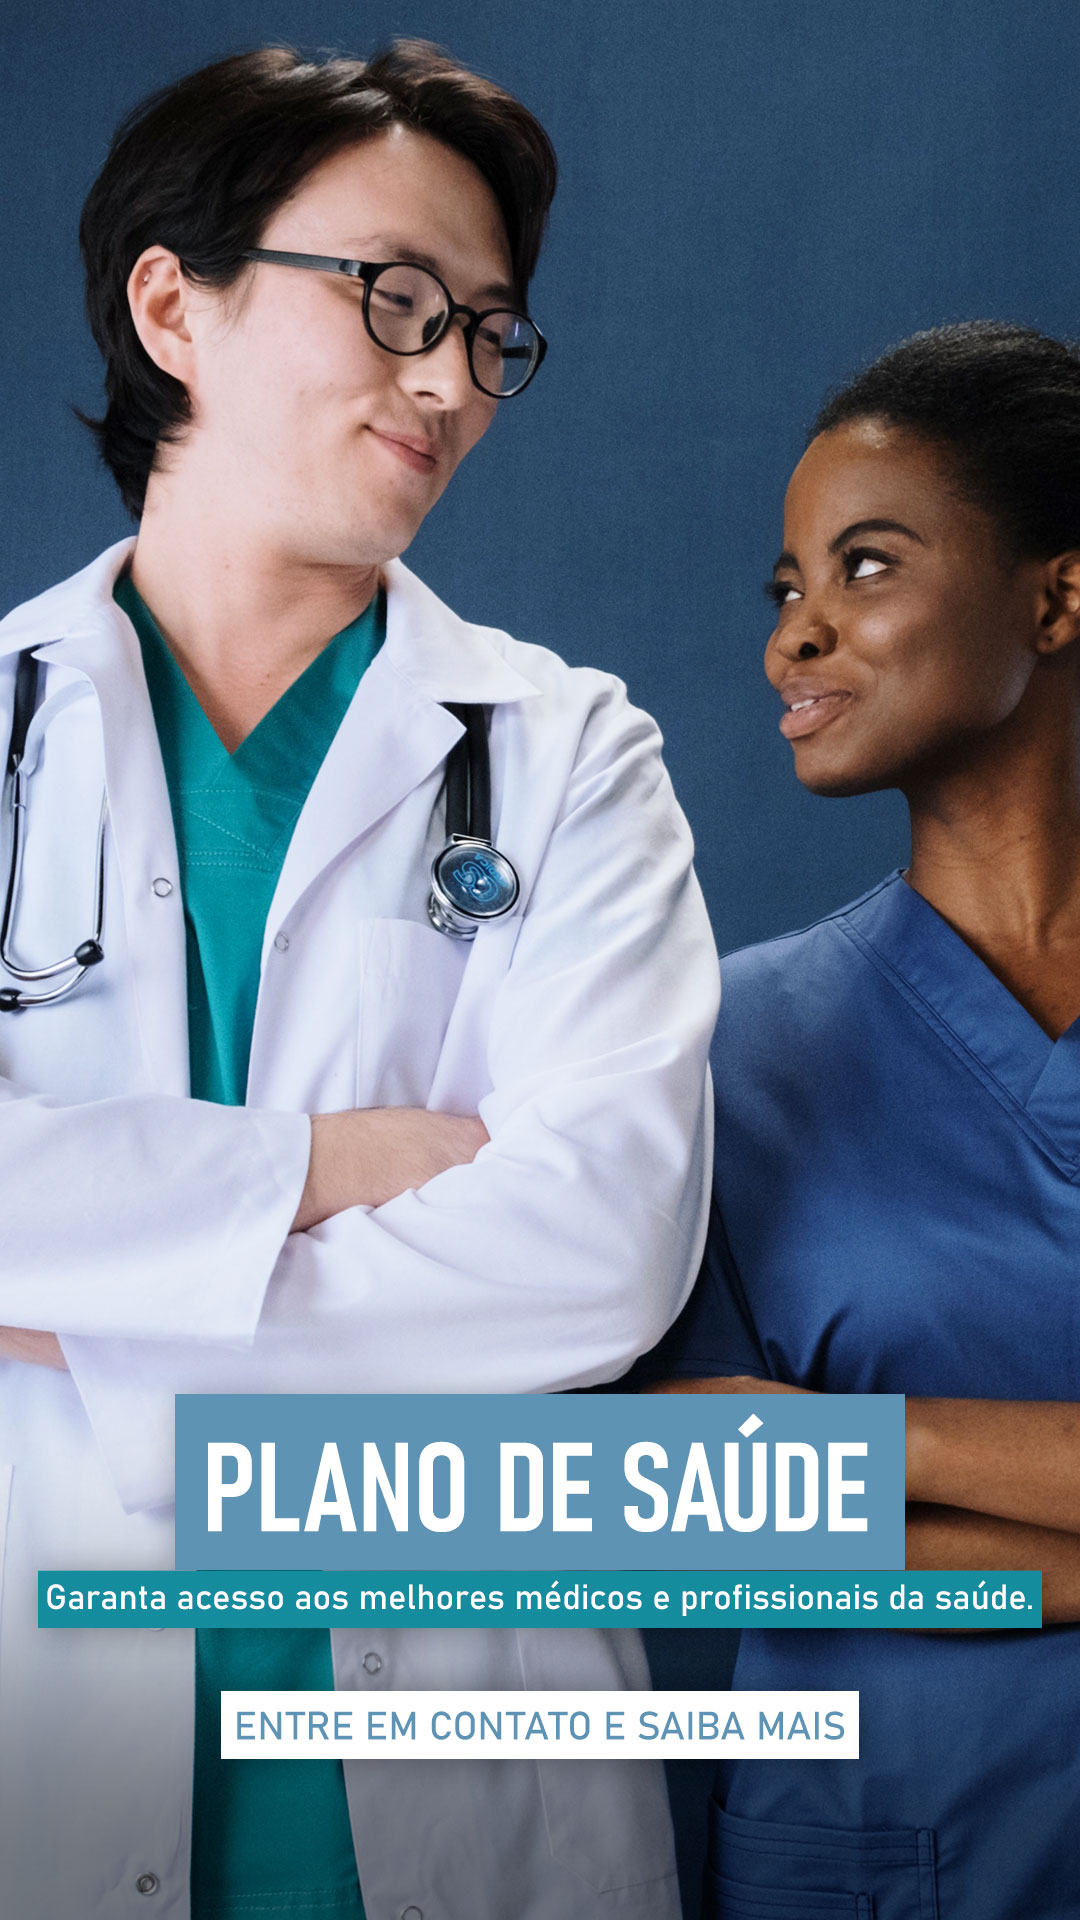 PLANO DE SAÚDE
Garanta acesso aos melhores médicos e profissionais da saúde.
ENTRE EM CONTATO E SAIBA MAIS